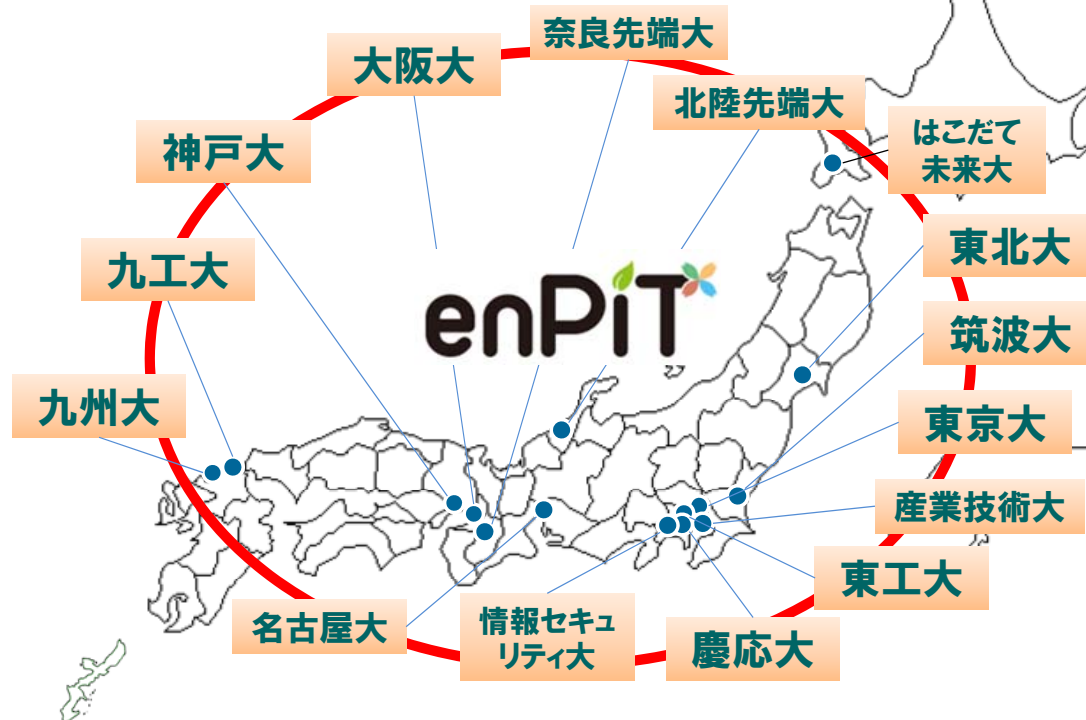 奈良先端大
大阪大
北陸先端大
はこだて
未来大
神戸大
東北大
九工大
enPiT
筑波大
九州大
東京大
産業技術大
東工大
名古屋大
情報セキュ
リティ大
慶応大